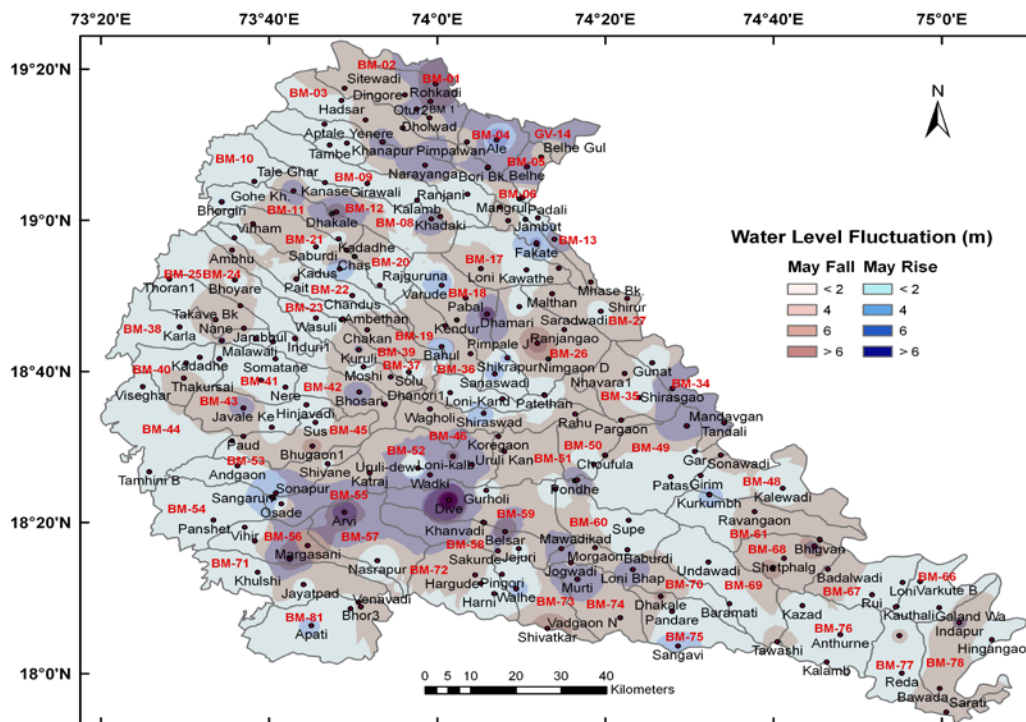 73°20'E 73°40'E 74°0'E 74°20'E 74°40'E 75°0'E
19°20'N
19°0'N
18°40'N
18°20'N
18°0'N
N
Water Level Fluctuation (m)
May Fall May Rise
< 2 < 2
4 4
6 6
> 6 > 6
BM-02
BM-01
Sitewadi
Rohkadi
Dingore
BM-03
Hadsar
Otur2BM 1
Dholwad
BM-04
GV-14
Aptale Yenere
Ale
Tambe
Khanapur
Pimpalwan
Belhe Gul
BM-10
Narayanga
BM-05
Bori Bk
Belhe
Tale Ghar
BM-09
Kanase
Girawali
Gohe Kh.
Ranjani
BM-06
Bhorgiri
BM-11
BM-12
Kalamb
Mangrul
Padali
Dhakale
BM-08
Khadaki
Jambut
Virnam
BM-13
BM-21
Kadadhe
Fakate
Ambhu
Saburdi
Chas
BM-20
BM-17
BM-25
BM-24
Kadus
Rajguruna
Loni
Kawathe
Thoran1
Bhoyare
Pait
BM-22
Varude
BM-18
Mhase Bk
Chandus
Pabal
Malthan
Shirur
Takave Bk
BM-23
Ambethan
Dhamari
Saradwadi
BM-27
BM-38
Nane
Wasuli
Chakan
BM-19
Kendur
Karla
Induri1
Pimpale J
Ranjangao
Malawali
Kuruli
BM-39
Bahul
BM-26
Kadadhe
Somatane
Moshi
BM-37
BM-36
Shikrapur
Nimgaon D
Gunat
BM-40
Thakursai
BM-41
Solu
Sanaswadi
Nhavara1
BM-34
Viseghar
BM-42
Nere
Dhanori1
Loni-Kand
Patethan
BM-35
Shirasgao
BM-43
Hinjavadi
Bhosari
Javale Ke
Wagholi
Shiraswad
Mandavgan
BM-44
Sus
BM-45
Pargaon
Tandali
Paud
Bhugaon1
BM-46
Koregaon
BM-50
BM-49
BM-53
BM-52
Gar
Sonawadi
Andgaon
Shivane
Uruli-dew
Loni-kalb
Uruli Kan
BM-51
Choufula
Tamhini B
Katraj
Wadki
Patas
Girim
BM-48
Sonapur
Pondhe
Kalewadi
Sangarun
BM-55
Gurholi
Kurkumbh
BM-54
Osade
Dive
Arvi
BM-59
BM-60
Ravangaon
Panshet
Khanvadi
Supe
Vihir
BM-56
BM-57
Belsar
Mawadikad
BM-61
Margasani
BM-58
Jejuri
Baburdi
BM-68
Bhigvan
BM-71
Sakurde
Jogwadi
Undawadi
Shetphalg
Khulshi
Nasrapur
BM-72
Pingori
Loni Bhap
Badalwadi
BM-66
Jayatpad
Hargude
Murti
BM-70
BM-69
BM-67
Loni
Varkute B
Venavadi
Harni
Walhe
BM-73
BM-74
Dhakale
Baramati
Rui
BM-81
Bhor3
Kazad
Kauthali
Galand Wa
Vadgaon N
Pandare
BM-76
Indapur
Apati
Shivatkar
BM-75
Tawashi
Anthurne
Hingangao
Sangavi
Kalamb
BM-77
BM-78
Reda
Bawada
Sarati
0 5 10 20 30 40
Kilometers